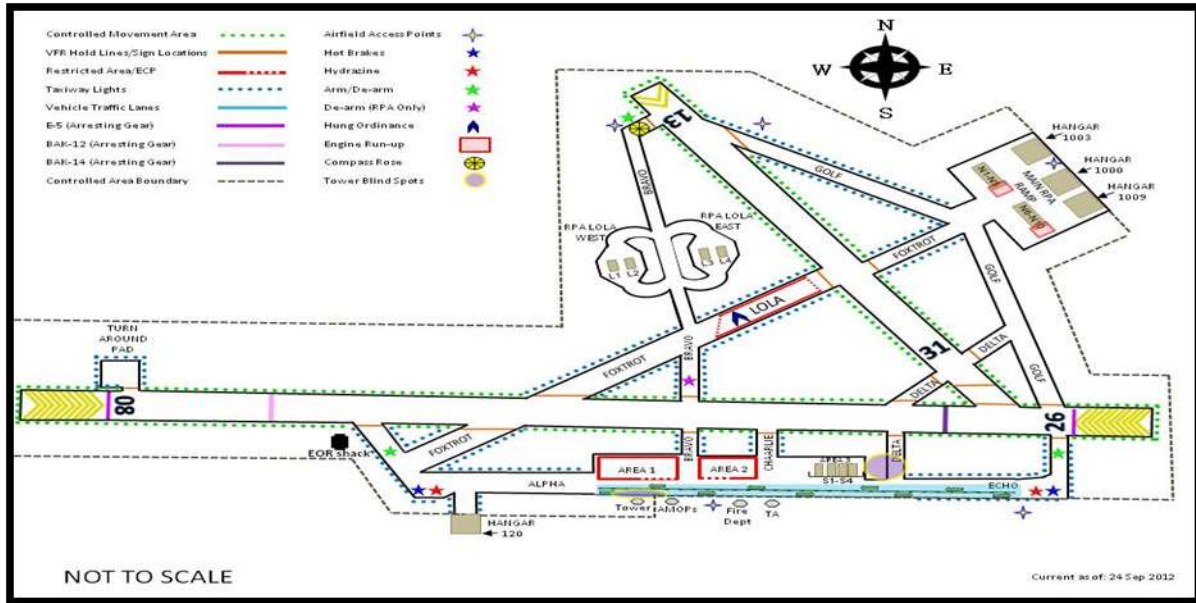 Controlled Movement Area
VFR Hold Lines/Sign Locations
Restricted Area/ECP
Taxiway Lights
Vehicle Traffic Lanes
E-5 (Arresting Gear)
BAK-12 (Arresting Gear)
BAK-14 (Arresting Gear)
Controlled Area Boundary
Airfield Access Points
Hot Brakes
Hydrazine
Arm/De-arm
De-arm (RPA Only)
Hung Ordinance
Engine Run-up
Compass Rose
Tower Blind Spots
N
W
E
S
13
HANGAR
1003
HANGAR
1000
HANGAR
1009
MAIN RPA
RAMP
GOLF
BRAVO
RPA LOLA
WEST
RPA LOLA
EAST
L1
L2
L3
L4
FOXTROT
GOLF
LOLA
TURN
AROUND
PAD
FOXTROT
BRAVO
31
DELTA
DELTA
GOLF
08
26
EOR shack
FOXTROT
BRAVO
DELTA
AREA 1
AREA 2
AREA 3
S1-S4
ALPHA
ECHO
Tower
AMOPs
Fire
Dept
TA
HANGAR
120
NOT TO SCALE
Current as of: 24 Sep 2012